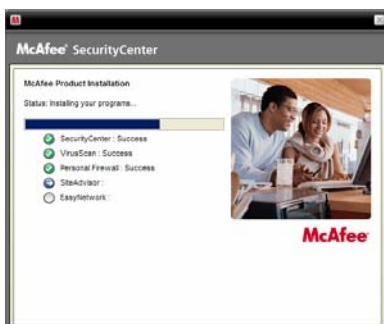 McAfee SecurityCenter
McAfee Product Installation
Status: Installing your programs...
SecurityCenter : Success
VirusScan : Success
Personal Firewall : Success
SiteAdvisor :
EasyNetwork :
McAfee